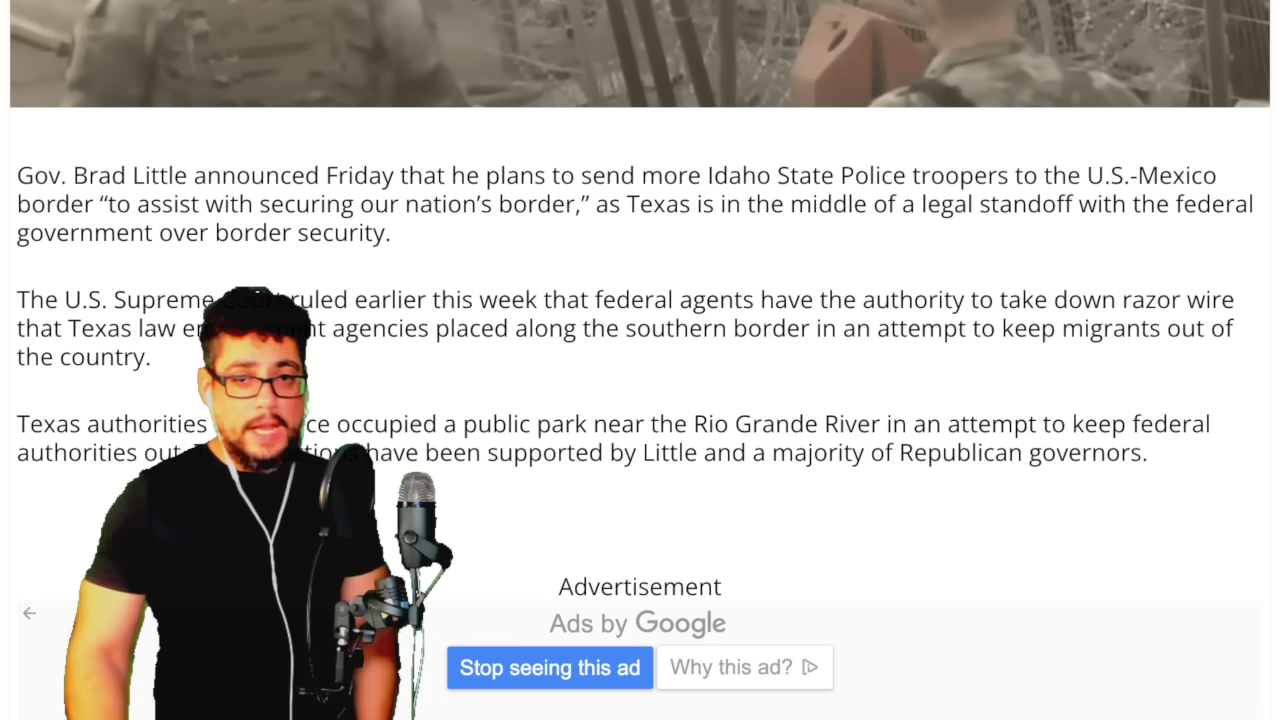 Gov. Brad Little announced Friday that he plans to send more Idaho State Police troopers to the U.S.-Mexico
border “to assist with securing our nation’s border,” as Texas is in the middle of a legal standoff with the federal
government over border security.
The U.S. Supreme Court ruled earlier this week that federal agents have the authority to take down razor wire
that Texas law agencies placed along the southern border in an attempt to keep migrants out of
the country.
Texas authorities occupied a public park near the Rio Grande River in an attempt to keep federal
authorities out have been supported by Little and a majority of Republican governors.
Advertisement
Ads by Google
Stop seeing this ad
Why this ad?